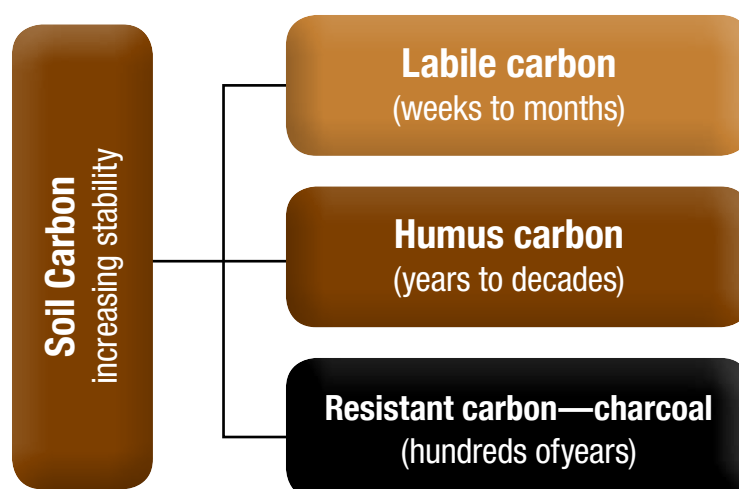 Soil Carbon
increasing stability
Labile carbon
(weeks to months)
Humus carbon
(years to decades)
Resistant carbon—charcoal
(hundreds ofyears)